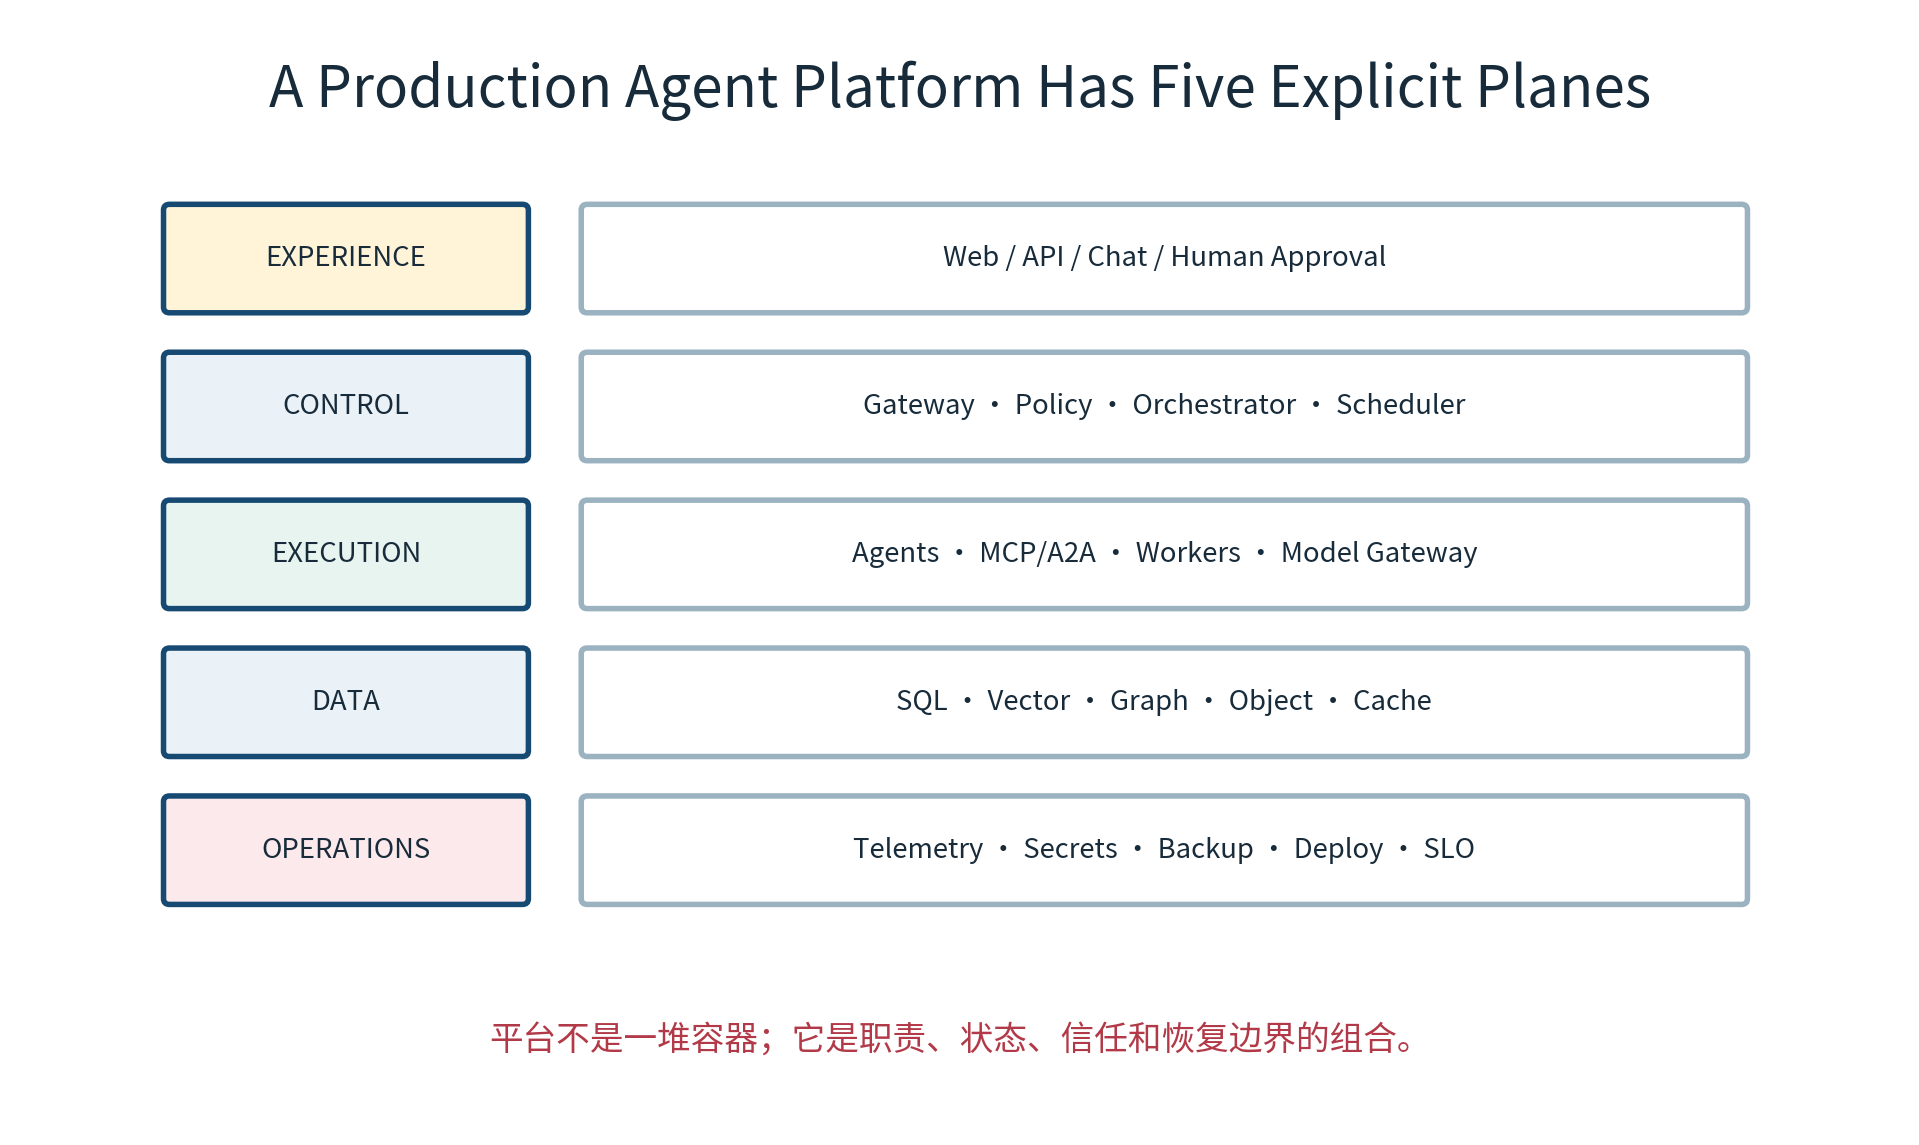 A Production Agent Platform Has Five Explicit Planes
EXPERIENCE
Web / API / Chat / Human Approval
CONTROL
Gateway • Policy • Orchestrator • Scheduler
EXECUTION
Agents • MCP/A2A • Workers • Model Gateway
DATA
SQL • Vector • Graph • Object • Cache
OPERATIONS
Telemetry • Secrets • Backup • Deploy • SLO
平台不是一堆容器；它是职责、状态、信任和恢复边界的组合。